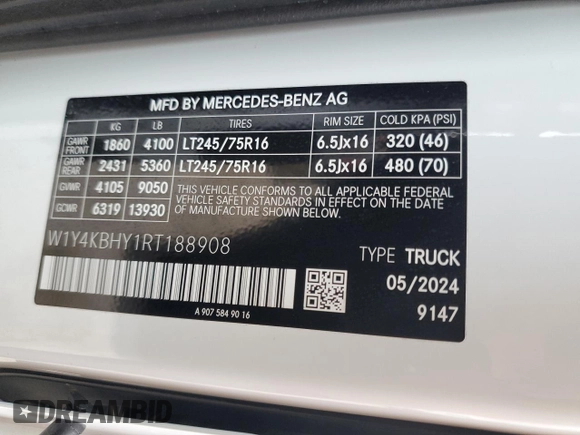 MFD BY MERCEDES-BENZ AG
KG LB TIRES RIM SIZE COLD KPA (PSI)
GAWR FRONT 1860 4100 LT245/75R16 6.5Jx16 320 (46)
GAWR REAR 2431 5360 LT245/75R16 6.5Jx16 480 (70)
GVWR 4105 9050
GCWR 6319 13930
THIS VEHICLE CONFORMS TO ALL APPLICABLE FEDERAL
VEHICLE SAFETY STANDARDS IN EFFECT ON THE DATE
OF MANUFACTURE SHOWN ABOVE.
W1Y4KBHY1RT188908
TYPE TRUCK
05/2024
9147
A 907 584 90 16
DREAMBID